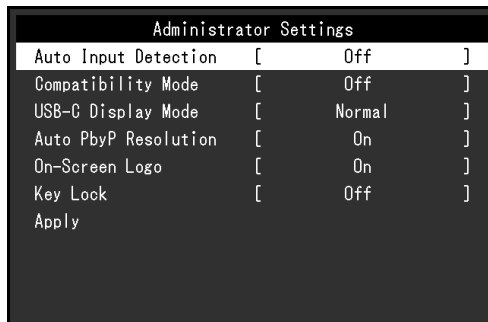 Administrator Settings
Auto Input Detection [ Off ]
Compatibility Mode [ Off ]
USB-C Display Mode [ Normal ]
Auto PbyP Resolution [ On ]
On-Screen Logo [ On ]
Key Lock [ Off ]
Apply